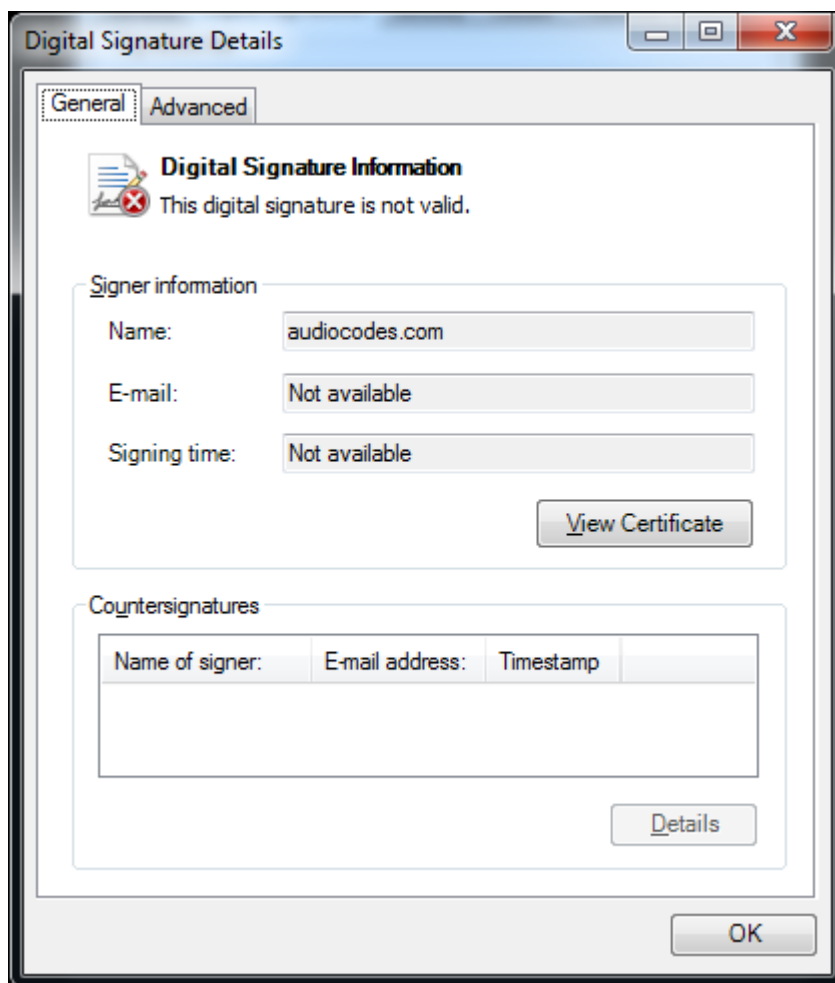 Digital Signature Details
General Advanced
Digital Signature Information
This digital signature is not valid.
Signer information
Name: audiocodes.com
E-mail: Not available
Signing time: Not available
View Certificate
Countersignatures
Name of signer: E-mail address: Timestamp
Details
OK